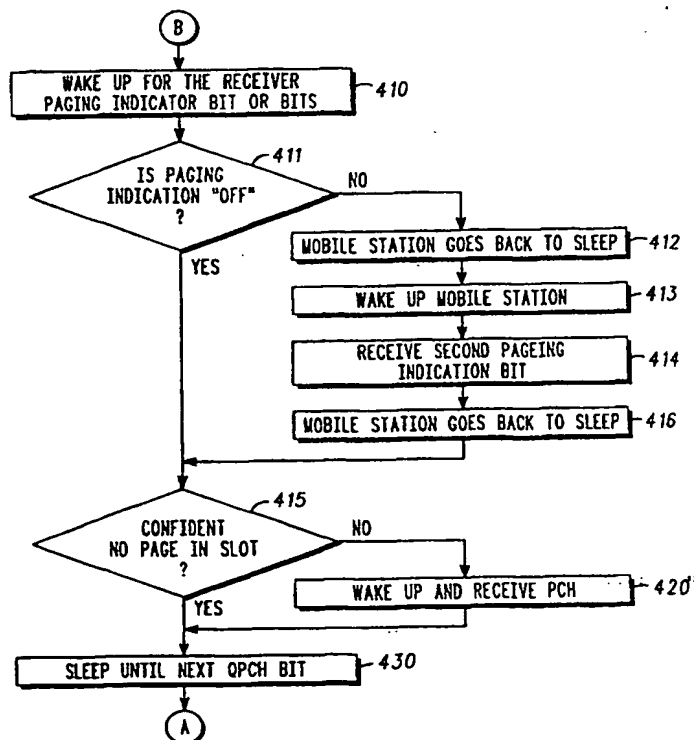 B
WAKE UP FOR THE RECEIVER
PAGING INDICATOR BIT OR BITS
410
411
IS PAGING
INDICATION "OFF"
?
NO
YES
MOBILE STATION GOES BACK TO SLEEP
412
WAKE UP MOBILE STATION
413
RECEIVE SECOND PAGEING
INDICATION BIT
414
MOBILE STATION GOES BACK TO SLEEP
416
415
CONFIDENT
NO PAGE IN SLOT
?
NO
YES
WAKE UP AND RECEIVE PCH
420
SLEEP UNTIL NEXT QPCH BIT
430
A